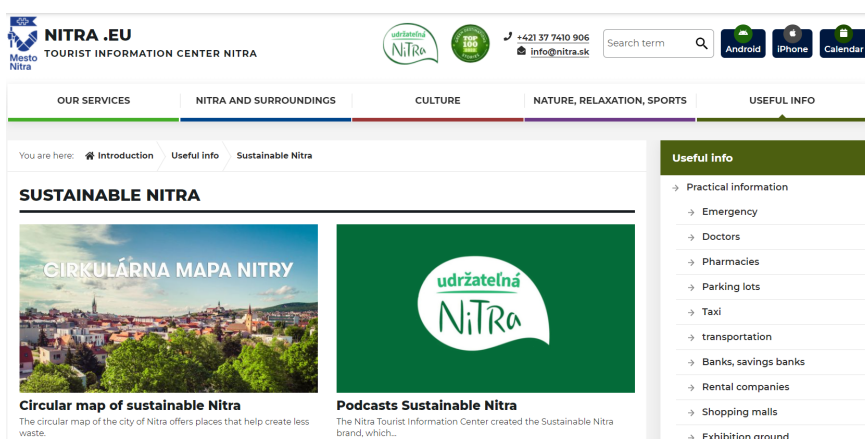 Mesto
Nitra
NITRA .EU
TOURIST INFORMATION CENTER NITRA
udržateľná
NiTRa
TOP
100
+421 37 7410 906
info@nitra.sk
Search term
Android
iPhone
Calendar
OUR SERVICES
NITRA AND SURROUNDINGS
CULTURE
NATURE, RELAXATION, SPORTS
USEFUL INFO
You are here: Introduction Useful info Sustainable Nitra
SUSTAINABLE NITRA
CIRKULÁRNA MAPA NITRY
Circular map of sustainable Nitra
The circular map of the city of Nitra offers places that help create less
waste.
udržateľná
NiTRa
Podcasts Sustainable Nitra
The Nitra Tourist Information Center created the Sustainable Nitra
brand, which...
Useful info
Practical information
Emergency
Doctors
Pharmacies
Parking lots
Taxi
transportation
Banks, savings banks
Rental companies
Shopping malls
Exhibition ground